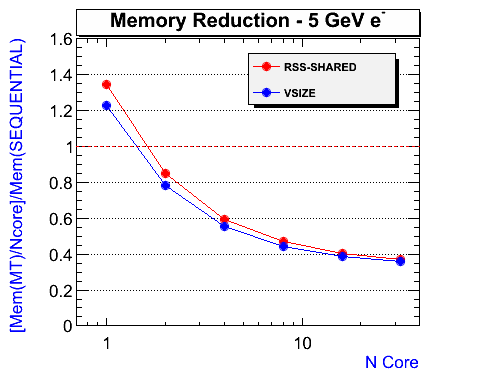 Memory Reduction - 5 GeV e⁻
[Mem(MT)/Ncore]/Mem(SEQUENTIAL)
1.6
1.4
1.2
1
0.8
0.6
0.4
0.2
0
RSS-SHARED
VSIZE
1
10
N Core